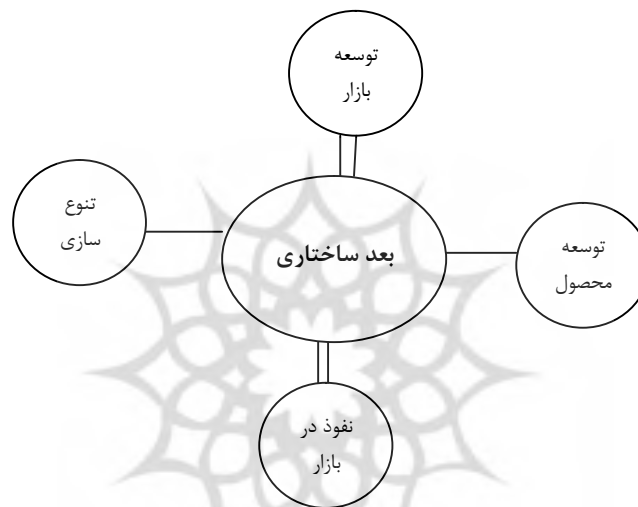 توسعه
بازار
تنوع
سازی
بعد ساختاری
توسعه
محصول
نفوذ در
بازار